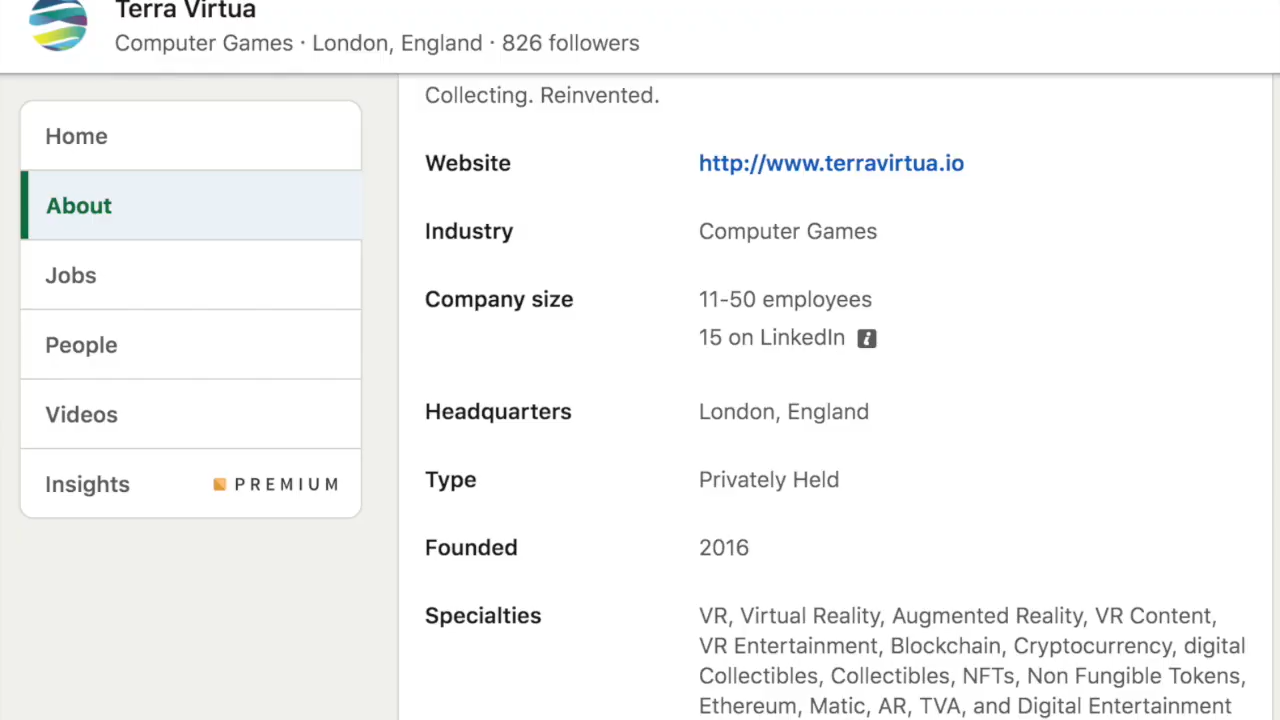 Terra Virtua
Computer Games · London, England · 826 followers
Home
About
Jobs
People
Videos
Insights PREMIUM
Collecting. Reinvented.
Website http://www.terravirtua.io
Industry Computer Games
Company size 11-50 employees
15 on LinkedIn
Headquarters London, England
Type Privately Held
Founded 2016
Specialties VR, Virtual Reality, Augmented Reality, VR Content,
VR Entertainment, Blockchain, Cryptocurrency, digital
Collectibles, Collectibles, NFTs, Non Fungible Tokens,
Ethereum, Matic, AR, TVA, and Digital Entertainment